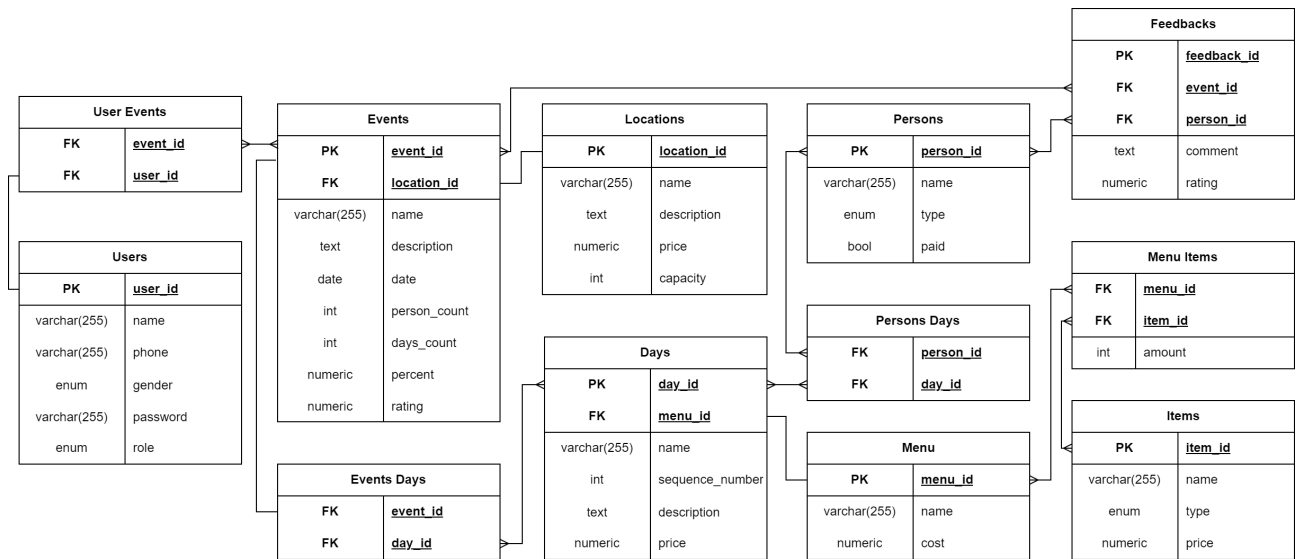 User Events
FK event_id
FK user_id
Users
PK user_id
varchar(255) name
varchar(255) phone
enum gender
varchar(255) password
enum role
Events
PK event_id
FK location_id
varchar(255) name
text description
date date
int person_count
int days_count
numeric percent
numeric rating
Events Days
FK event_id
FK day_id
Locations
PK location_id
varchar(255) name
text description
numeric price
int capacity
Days
PK day_id
FK menu_id
varchar(255) name
int sequence_number
text description
numeric price
Persons
PK person_id
varchar(255) name
enum type
bool paid
Persons Days
FK person_id
FK day_id
Menu
PK menu_id
varchar(255) name
numeric cost
Feedbacks
PK feedback_id
FK event_id
FK person_id
text comment
numeric rating
Menu Items
FK menu_id
FK item_id
int amount
Items
PK item_id
varchar(255) name
enum type
numeric price